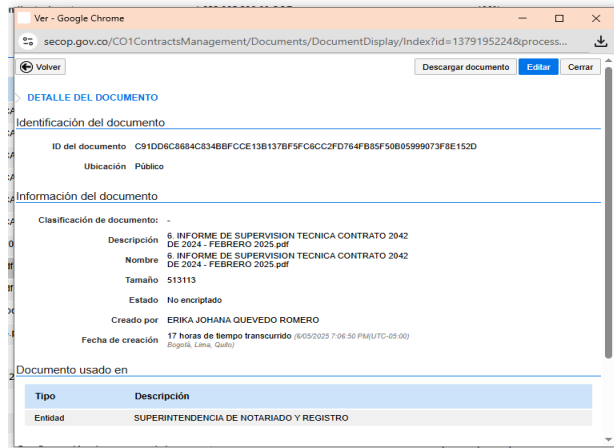 Ver - Google Chrome
secop.gov.co/CO1ContractsManagement/Documents/DocumentDisplay/Index?id=1379195224&process...
Volver
Descargar documento Editar Cerrar
DETALLE DEL DOCUMENTO
Identificación del documento
ID del documento C91DD6C8684C834BBFCCE13B137BF5FC6CC2FD764FB85F50B05999073F8E152D
Ubicación Público
Información del documento
Clasificación de documento: -
Descripción 6. INFORME DE SUPERVISION TECNICA CONTRATO 2042
DE 2024 - FEBRERO 2025.pdf
Nombre 6. INFORME DE SUPERVISION TECNICA CONTRATO 2042
DE 2024 - FEBRERO 2025.pdf
Tamaño 513113
Estado No encriptado
Creado por ERIKA JOHANA QUEVEDO ROMERO
Fecha de creación 17 horas de tiempo transcurrido (6/05/2025 7:06:50 PM(UTC-05:00)
Bogotá, Lima, Quito)
Documento usado en
Tipo Descripción
Entidad SUPERINTENDENCIA DE NOTARIADO Y REGISTRO